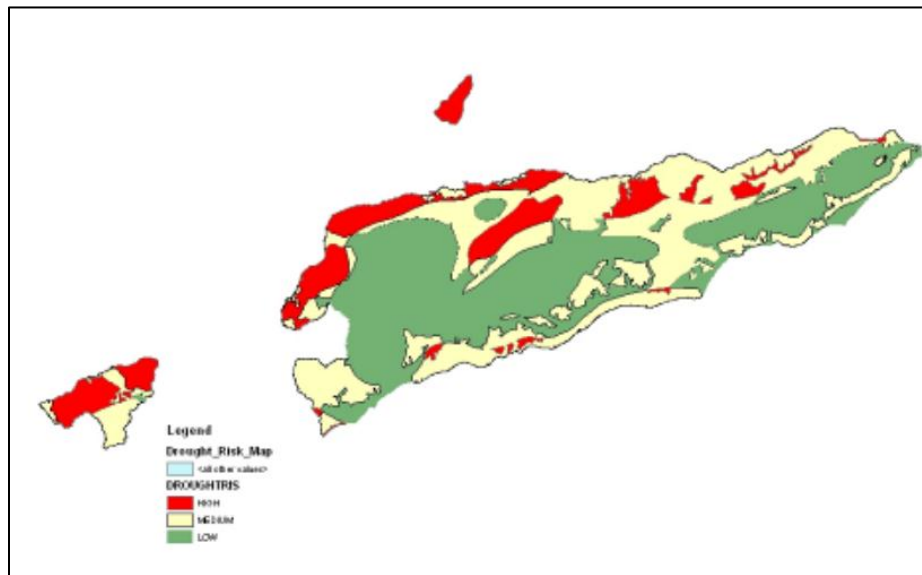 Legend
Drought_Risk_Map
<all other values>
DROUGHTRIS
HIGH
MEDIUM
LOW